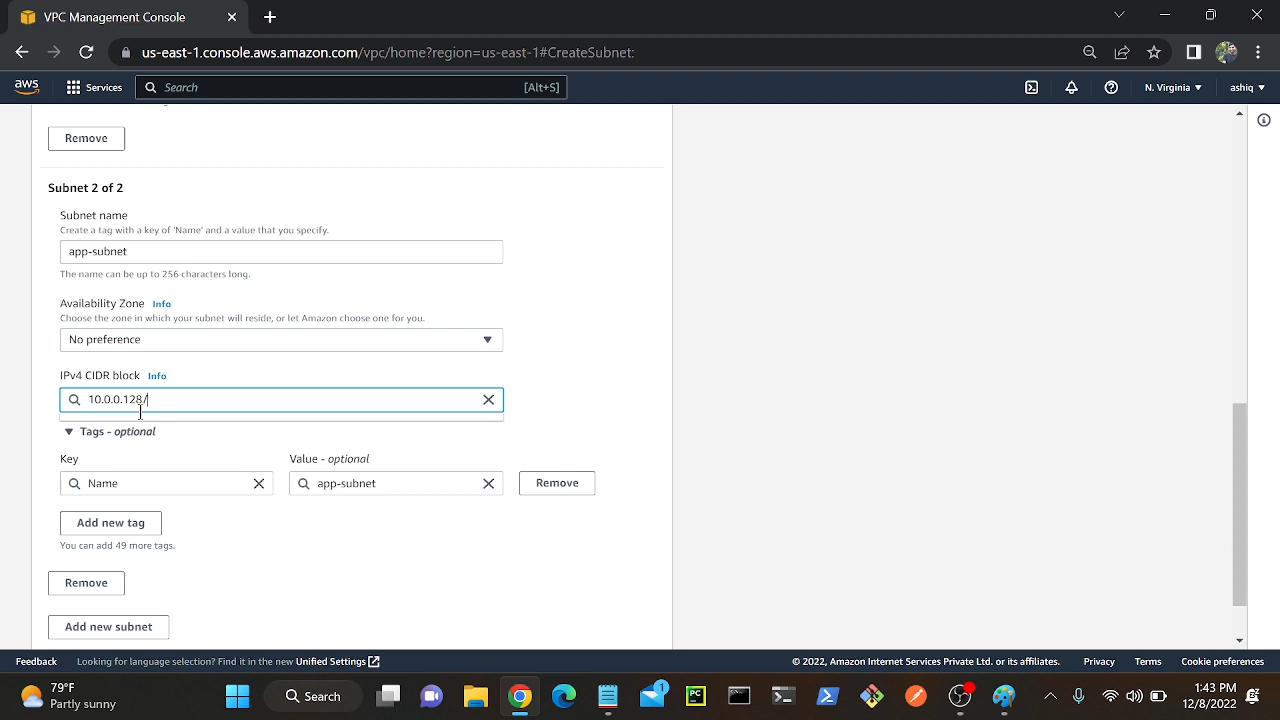 VPC Management Console
us-east-1.console.aws.amazon.com/vpc/home?region=us-east-1#CreateSubnet:
aws Services Search [Alt+S] N. Virginia ashiq
Remove
Subnet 2 of 2
Subnet name
Create a tag with a key of 'Name' and a value that you specify.
app-subnet
The name can be up to 256 characters long.
Availability Zone Info
Choose the zone in which your subnet will reside, or let Amazon choose one for you.
No preference
IPv4 CIDR block Info
10.0.0.128/
Tags - optional
Key Value - optional
Name app-subnet Remove
Add new tag
You can add 49 more tags.
Remove
Add new subnet
Feedback Looking for language selection? Find it in the new Unified Settings © 2022, Amazon Internet Services Private Ltd. or its affiliates. Privacy Terms Cookie preferences
79°F
Partly sunny
Search
1
PC
1:43 PM
12/8/2022